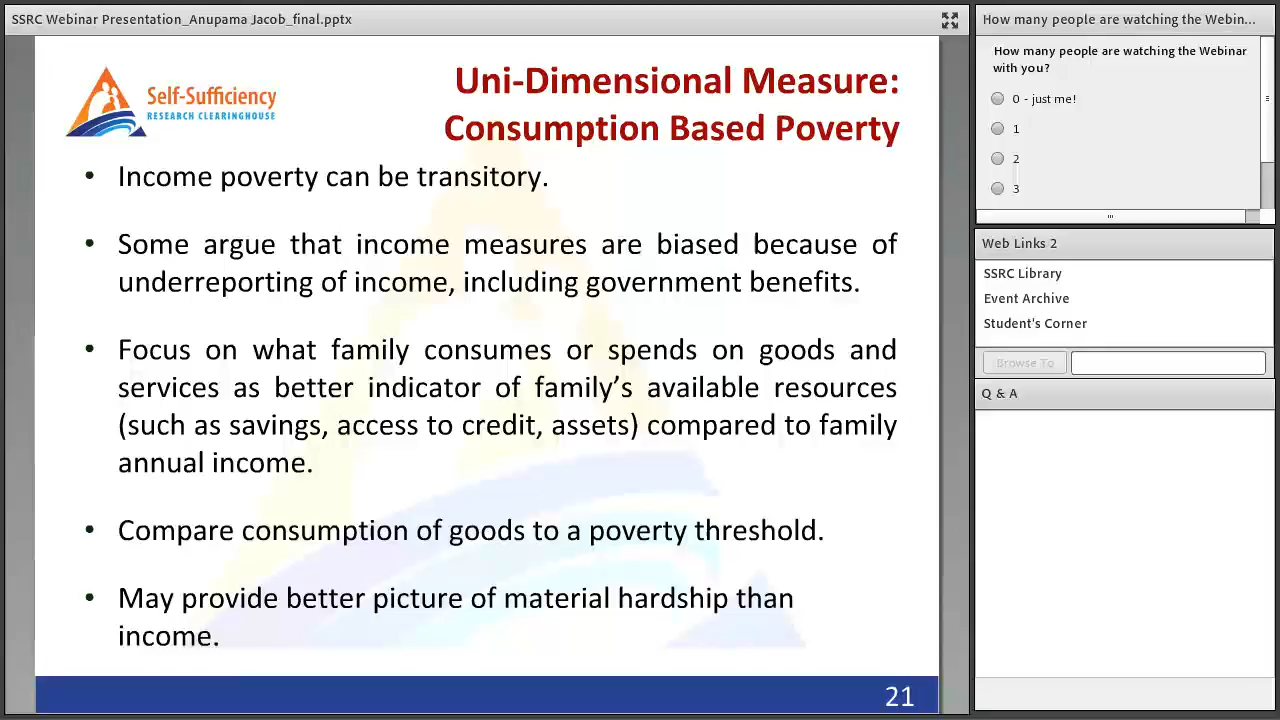 SSRC Webinar Presentation_Anupama Jacob_final.pptx
Self-Sufficiency
RESEARCH CLEARINGHOUSE
Uni-Dimensional Measure:
Consumption Based Poverty
• Income poverty can be transitory.
• Some argue that income measures are biased because of
underreporting of income, including government benefits.
• Focus on what family consumes or spends on goods and
services as better indicator of family’s available resources
(such as savings, access to credit, assets) compared to family
annual income.
• Compare consumption of goods to a poverty threshold.
• May provide better picture of material hardship than
income.
21
How many people are watching the Webin...
How many people are watching the Webinar
with you?
0 - just me!
1
2
3
Web Links 2
SSRC Library
Event Archive
Student's Corner
Browse To
Q & A